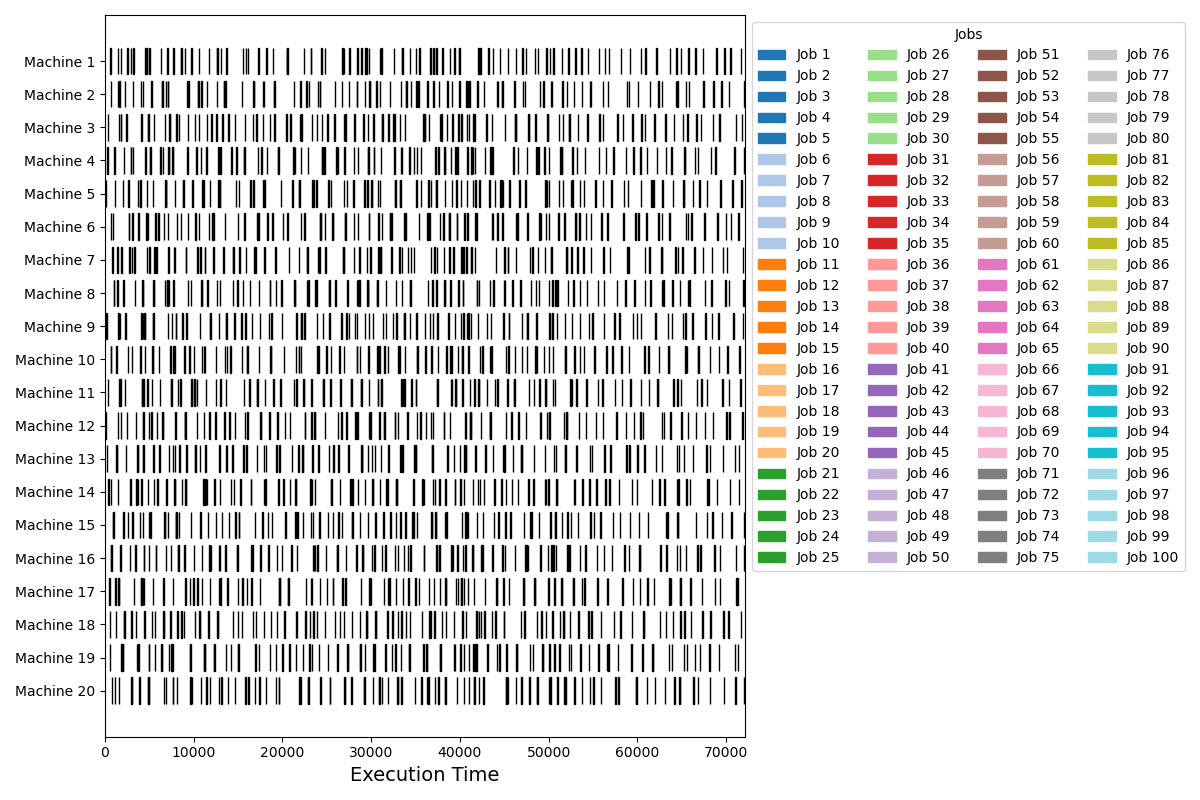 Jobs
Machine 1
Machine 2
Machine 3
Machine 4
Machine 5
Machine 6
Machine 7
Machine 8
Machine 9
Machine 10
Machine 11
Machine 12
Machine 13
Machine 14
Machine 15
Machine 16
Machine 17
Machine 18
Machine 19
Machine 20
0 10000 20000 30000 40000 50000 60000 70000
Execution Time
Job 1 Job 26 Job 51 Job 76
Job 2 Job 27 Job 52 Job 77
Job 3 Job 28 Job 53 Job 78
Job 4 Job 29 Job 54 Job 79
Job 5 Job 30 Job 55 Job 80
Job 6 Job 31 Job 56 Job 81
Job 7 Job 32 Job 57 Job 82
Job 8 Job 33 Job 58 Job 83
Job 9 Job 34 Job 59 Job 84
Job 10 Job 35 Job 60 Job 85
Job 11 Job 36 Job 61 Job 86
Job 12 Job 37 Job 62 Job 87
Job 13 Job 38 Job 63 Job 88
Job 14 Job 39 Job 64 Job 89
Job 15 Job 40 Job 65 Job 90
Job 16 Job 41 Job 66 Job 91
Job 17 Job 42 Job 67 Job 92
Job 18 Job 43 Job 68 Job 93
Job 19 Job 44 Job 69 Job 94
Job 20 Job 45 Job 70 Job 95
Job 21 Job 46 Job 71 Job 96
Job 22 Job 47 Job 72 Job 97
Job 23 Job 48 Job 73 Job 98
Job 24 Job 49 Job 74 Job 99
Job 25 Job 50 Job 75 Job 100